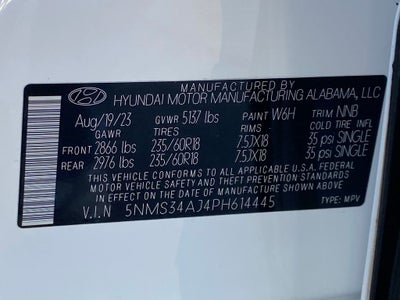 MANUFACTURED BY
HYUNDAI MOTOR MANUFACTURING ALABAMA, LLC
Aug/19/23 GVWR 5137 lbs PAINT W6H TRIM NNB
GAWR TIRES RIMS COLD TIRE INFL
FRONT 2866 lbs 235/60R18 7.5JX18 35 psi SINGLE
REAR 2976 lbs 235/60R18 7.5JX18 35 psi SINGLE
THIS VEHICLE CONFORMS TO ALL APPLICABLE U.S.A. FEDERAL
MOTOR VEHICLE SAFETY AND THEFT PREVENTION STANDARDS
IN EFFECT ON THE DATE OF MANUFACTURE SHOWN ABOVE.
V.I.N 5NMS34AJ4PH614445 TYPE: MPV